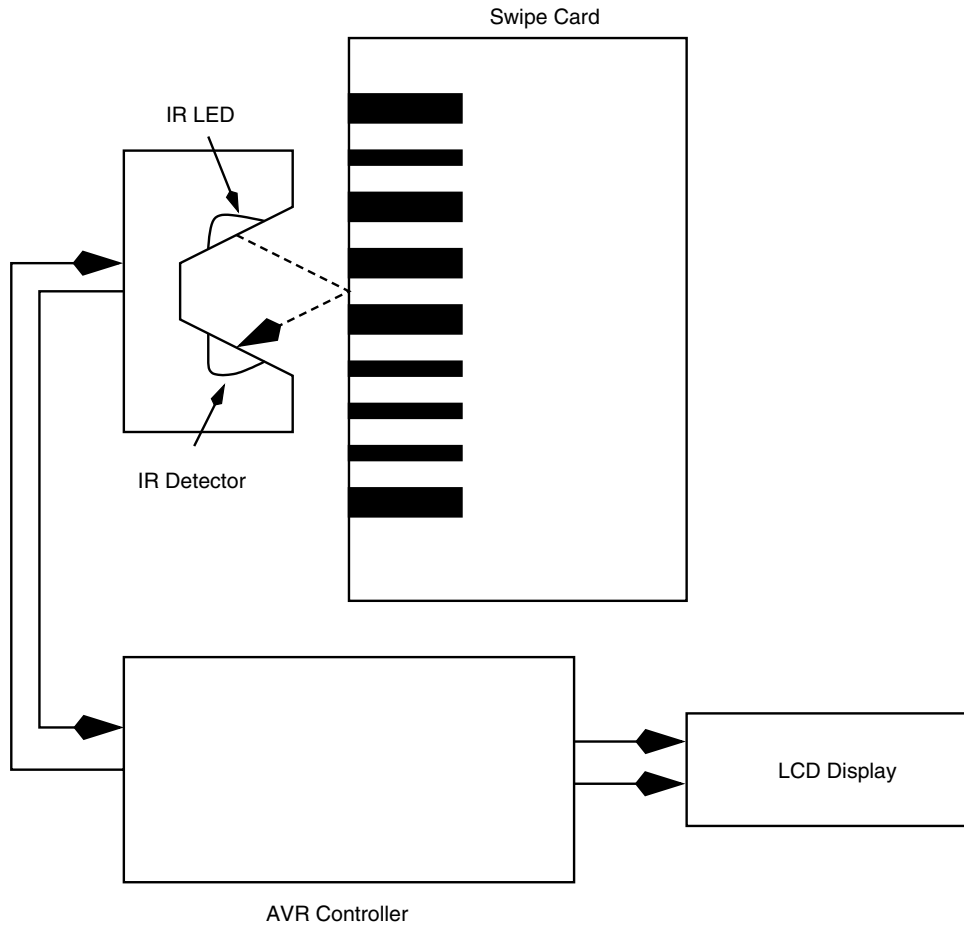 Swipe Card
IR LED
IR Detector
LCD Display
AVR Controller